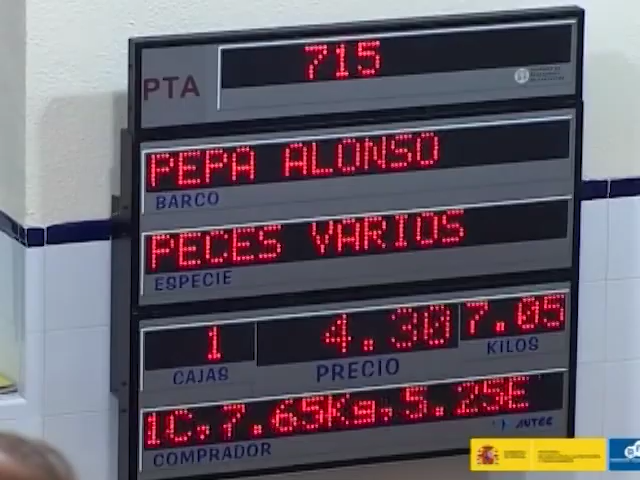 715
PTA
PEPA ALONSO
BARCO
PECES VARIOS
ESPECIE
1 4.30 7.05
CAJAS PRECIO KILOS
1C,7.65Kg,5.25E
COMPRADOR